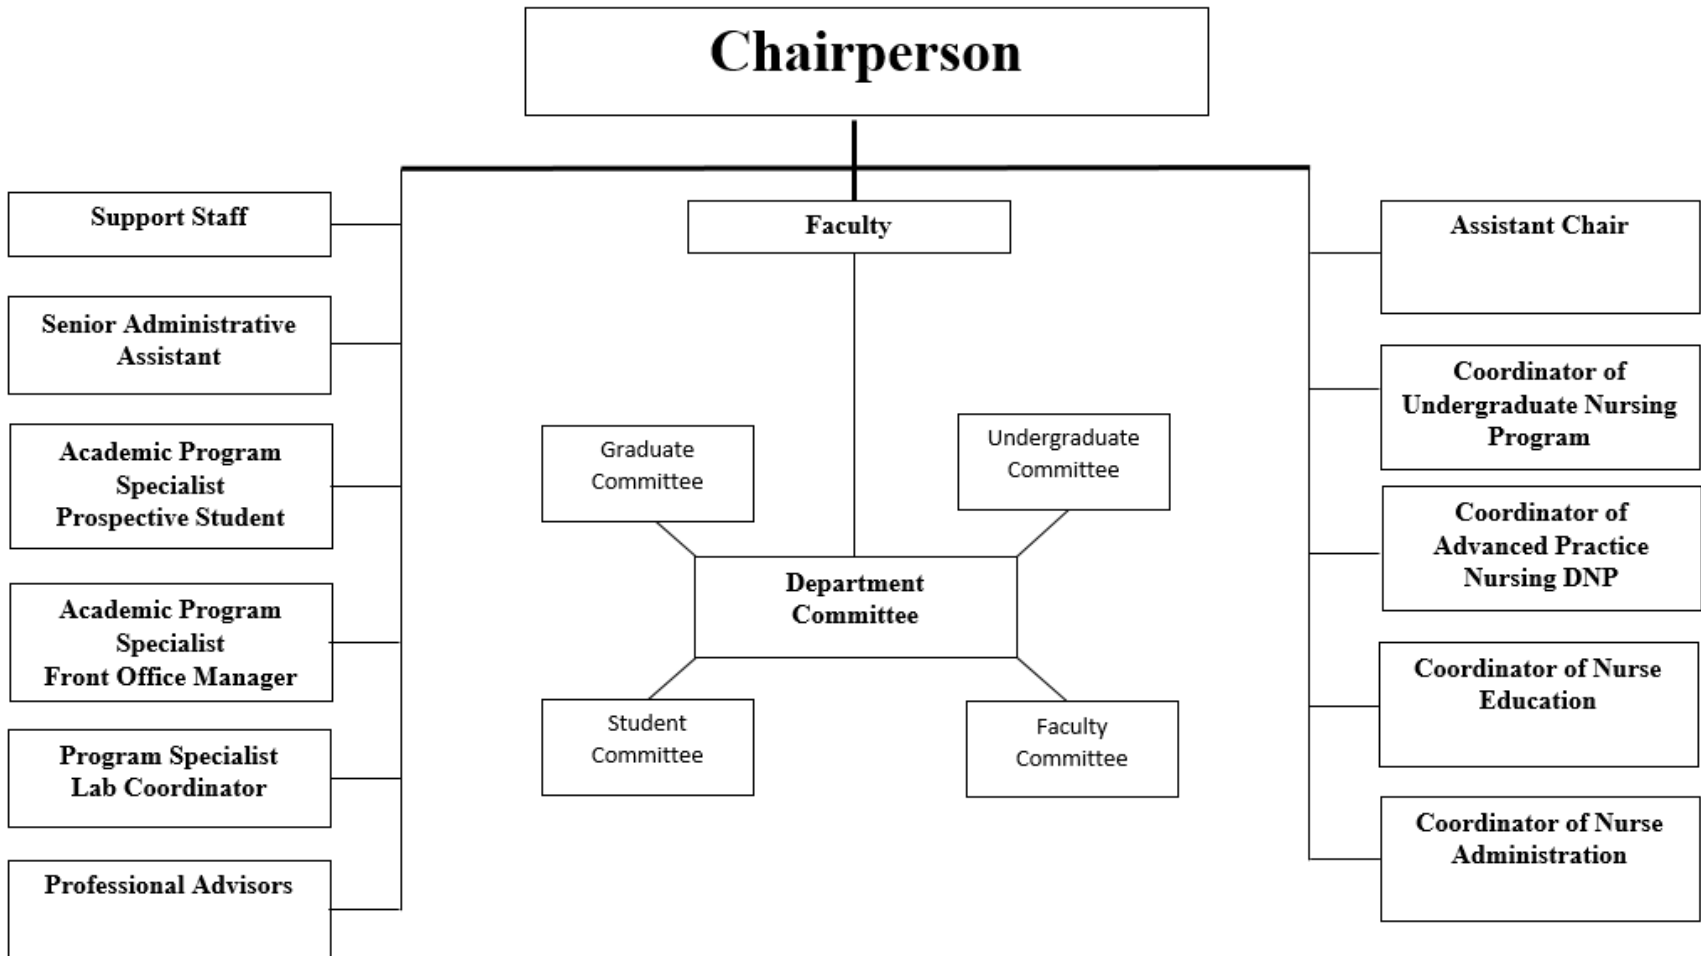 Chairperson
Support Staff
Senior Administrative
Assistant
Academic Program
Specialist
Prospective Student
Academic Program
Specialist
Front Office Manager
Program Specialist
Lab Coordinator
Professional Advisors
Faculty
Graduate
Committee
Undergraduate
Committee
Department
Committee
Student
Committee
Faculty
Committee
Assistant Chair
Coordinator of
Undergraduate Nursing
Program
Coordinator of
Advanced Practice
Nursing DNP
Coordinator of Nurse
Education
Coordinator of Nurse
Administration